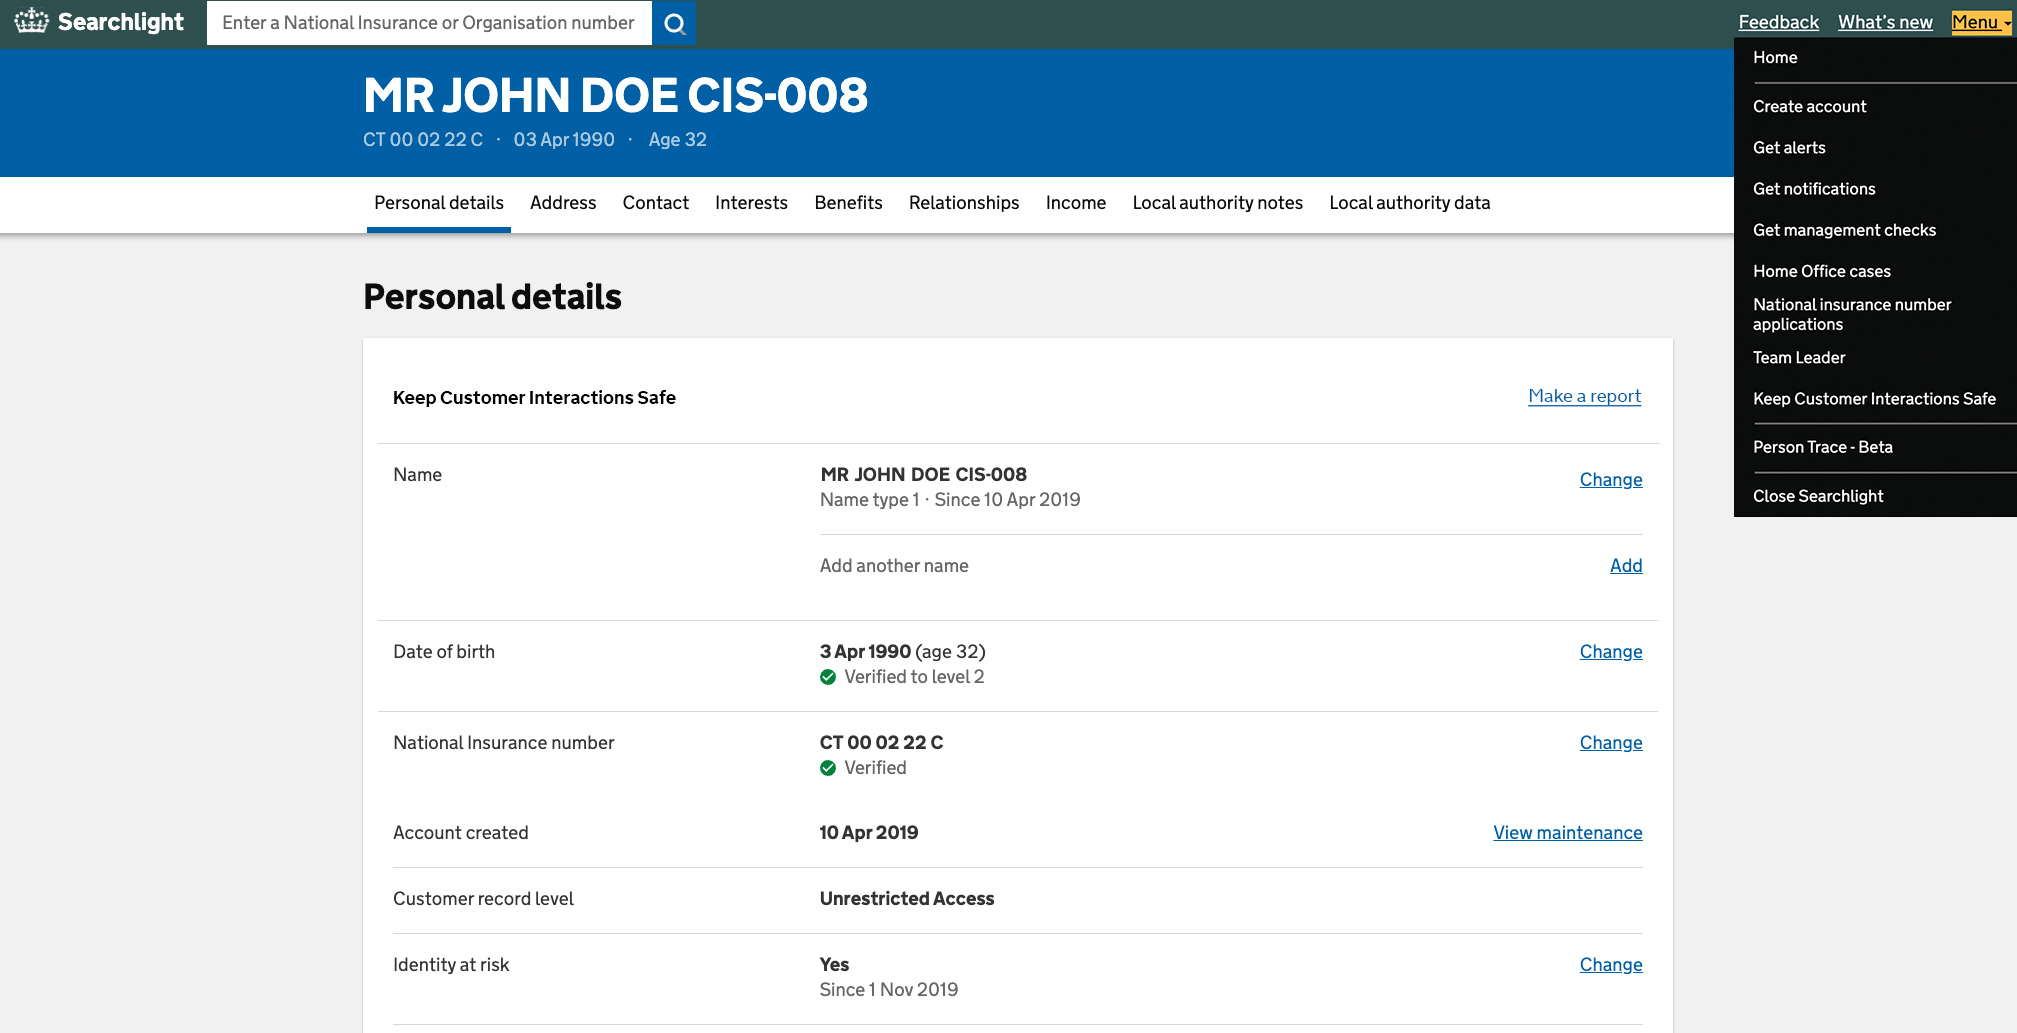 Searchlight
Enter a National Insurance or Organisation number
Feedback What's new Menu
MR JOHN DOE CIS-008
CT 00 02 22 C · 03 Apr 1990 · Age 32
Personal details Address Contact Interests Benefits Relationships Income Local authority notes Local authority data
Home
Create account
Get alerts
Get notifications
Get management checks
Home Office cases
National insurance number
applications
Team Leader
Keep Customer Interactions Safe
Person Trace - Beta
Close Searchlight
Personal details
Keep Customer Interactions Safe Make a report
Name MR JOHN DOE CIS-008 Change
Name type 1 · Since 10 Apr 2019
Add another name Add
Date of birth 3 Apr 1990 (age 32) Change
Verified to level 2
National Insurance number CT 00 02 22 C Change
Verified
Account created 10 Apr 2019 View maintenance
Customer record level Unrestricted Access
Identity at risk Yes Change
Since 1 Nov 2019